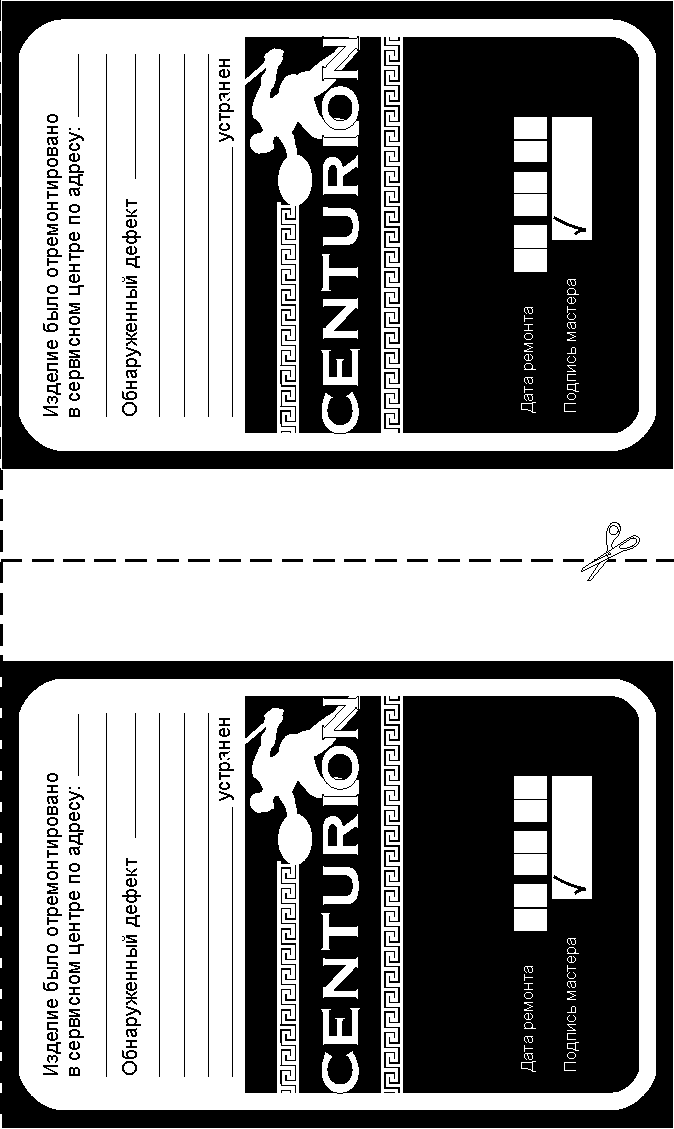 Изделие было отремонтировано
в сервисном центре по адресу:
Обнаруженный дефект
устранен
CENTURION
Дата ремонта
Подпись мастера
Изделие было отремонтировано
в сервисном центре по адресу:
Обнаруженный дефект
устранен
CENTURION
Дата ремонта
Подпись мастера